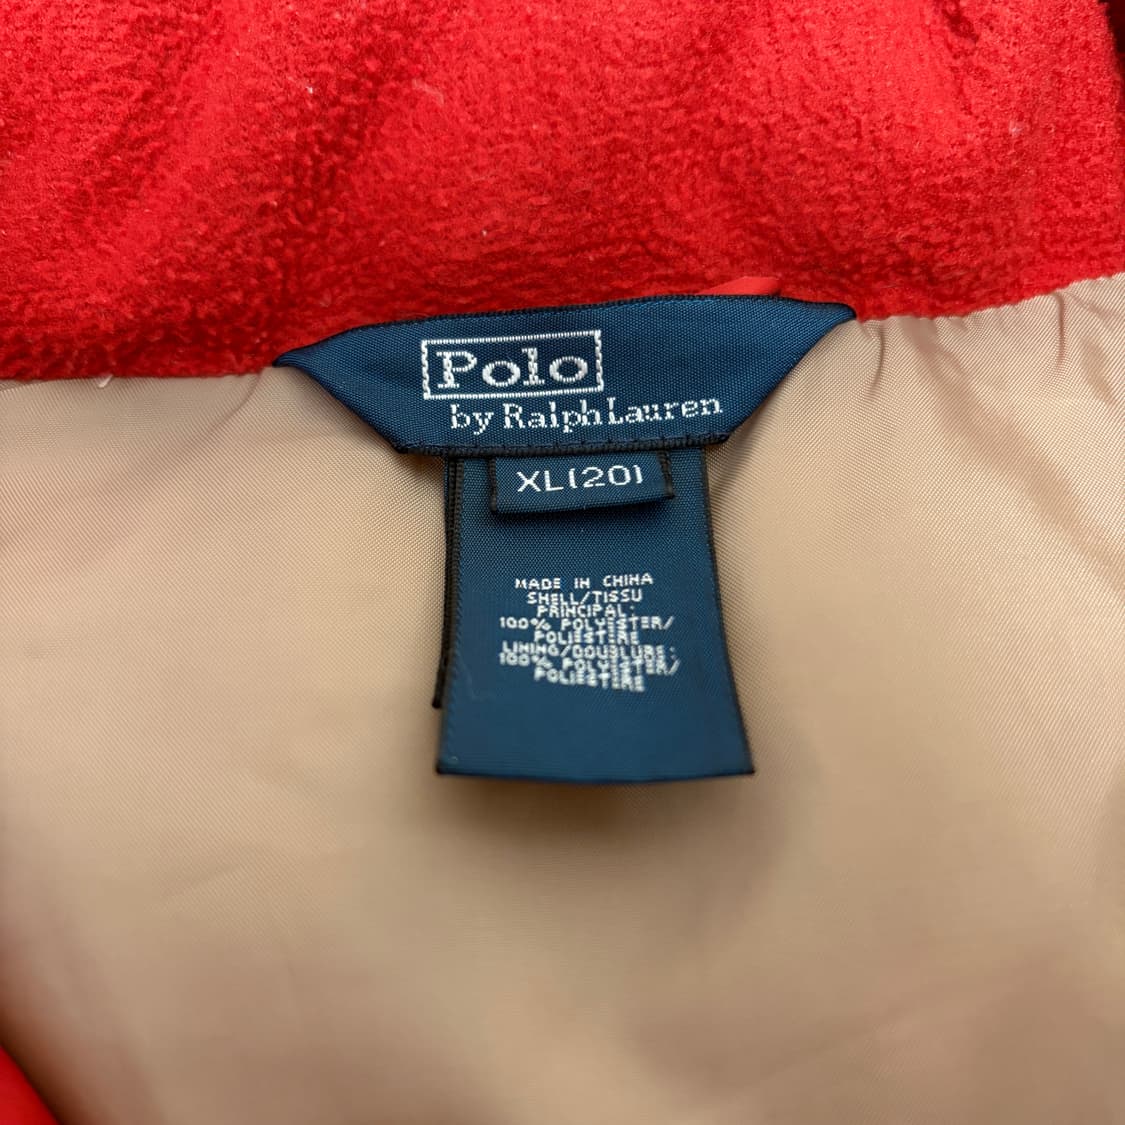 Polo
by Ralph Lauren
XL(20)
MADE IN CHINA
SHELL/TISSU
PRINCIPAL:
100% POLYESTER/
POLIESTIRE
LINING/DOUBLURE:
100% POLYESTER/
POLIESTIRE